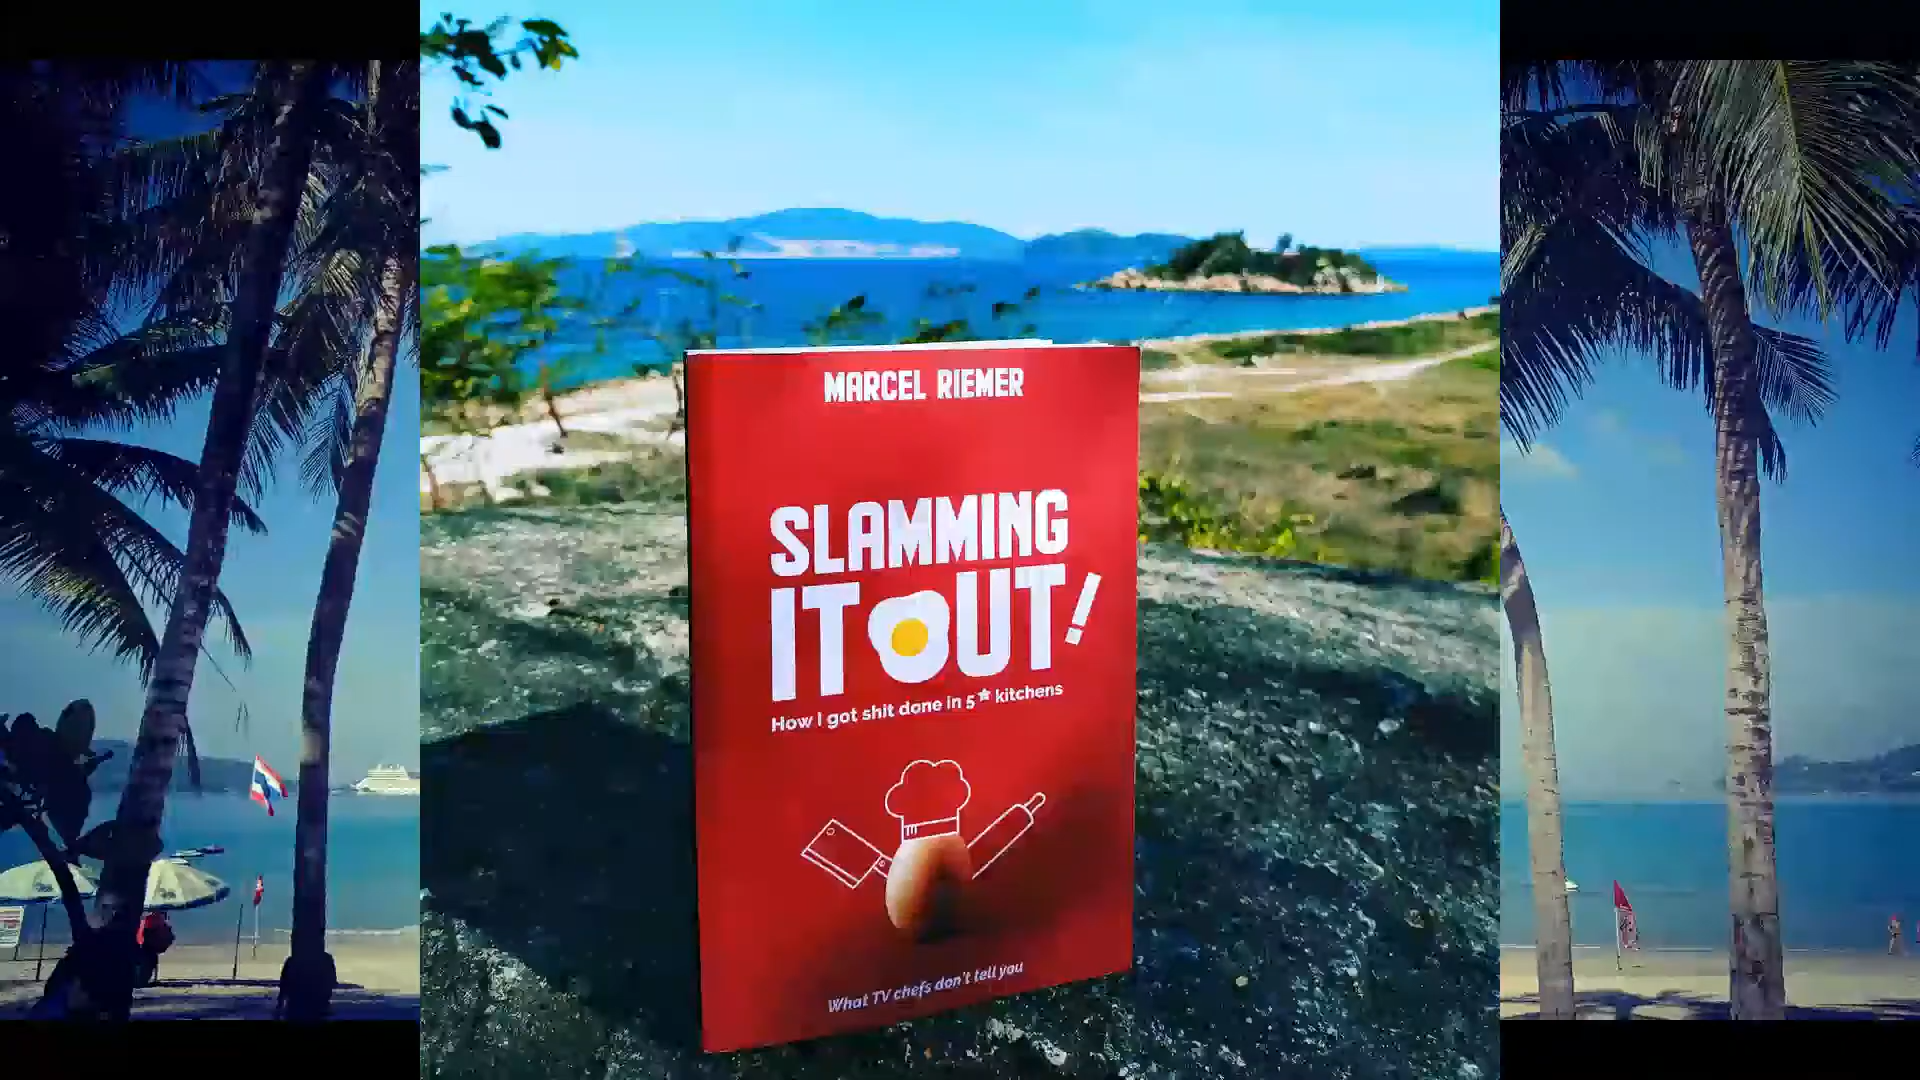 MARCEL RIEMER
SLAMMING
IT OUT!
How I got shit done in 5★ kitchens
What TV chefs don't tell you